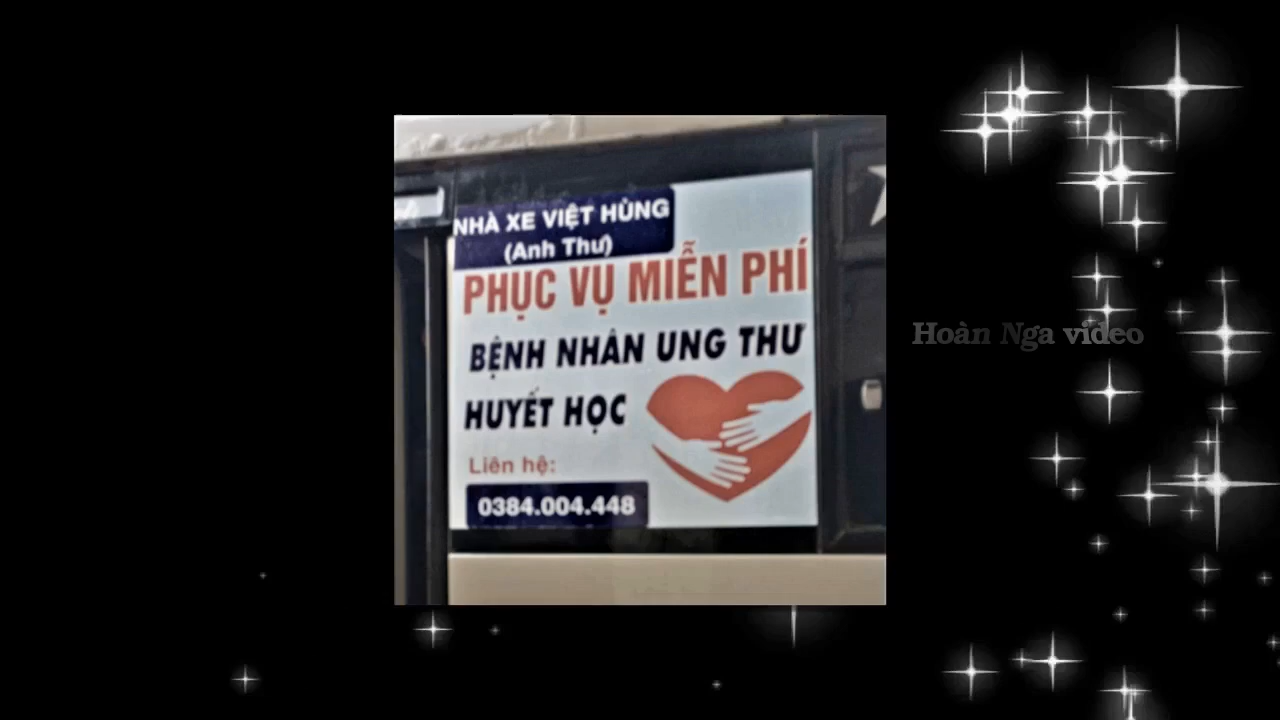 NHÀ XE VIỆT HÙNG
(Anh Thư)
PHỤC VỤ MIỄN PHÍ
BỆNH NHÂN UNG THƯ
HUYẾT HỌC
Liên hệ:
0384.004.448
Hoàn Nga video